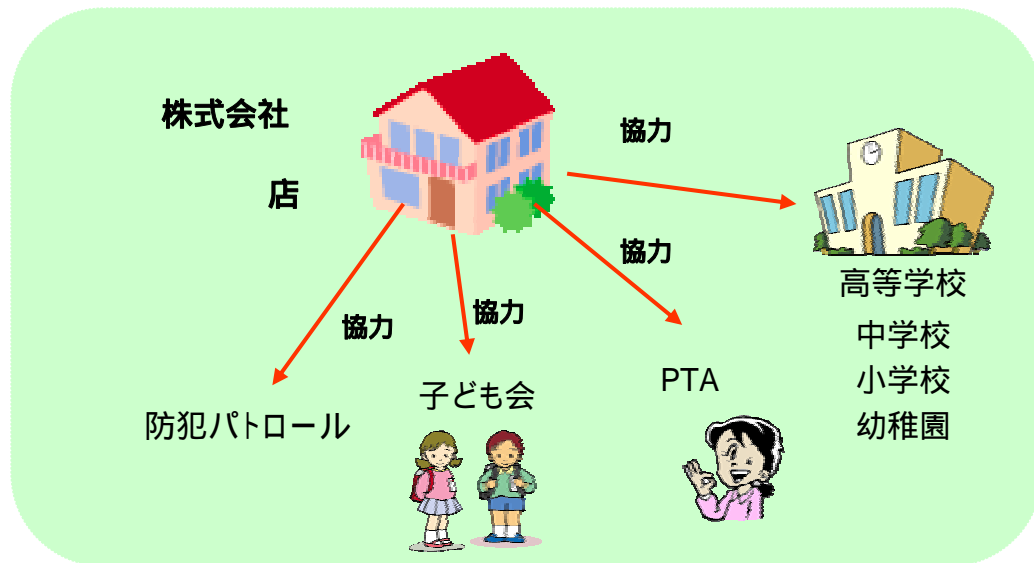 株式会社
店
協力
協力
協力
協力
高等学校
中学校
小学校
幼稚園
PTA
子ども会
防犯パトロール